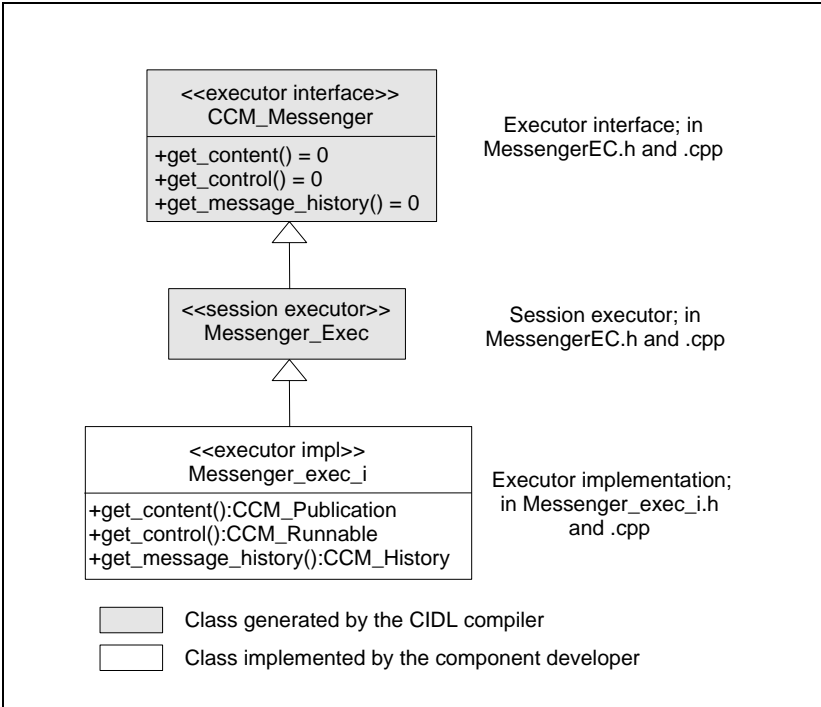 <<executor interface>>
CCM_Messenger
+get_content() = 0
+get_control() = 0
+get_message_history() = 0
Executor interface; in
MessengerEC.h and .cpp
<<session executor>>
Messenger_Exec
Session executor; in
MessengerEC.h and .cpp
<<executor impl>>
Messenger_exec_i
+get_content():CCM_Publication
+get_control():CCM_Runnable
+get_message_history():CCM_History
Executor implementation;
in Messenger_exec_i.h
and .cpp
Class generated by the CIDL compiler
Class implemented by the component developer